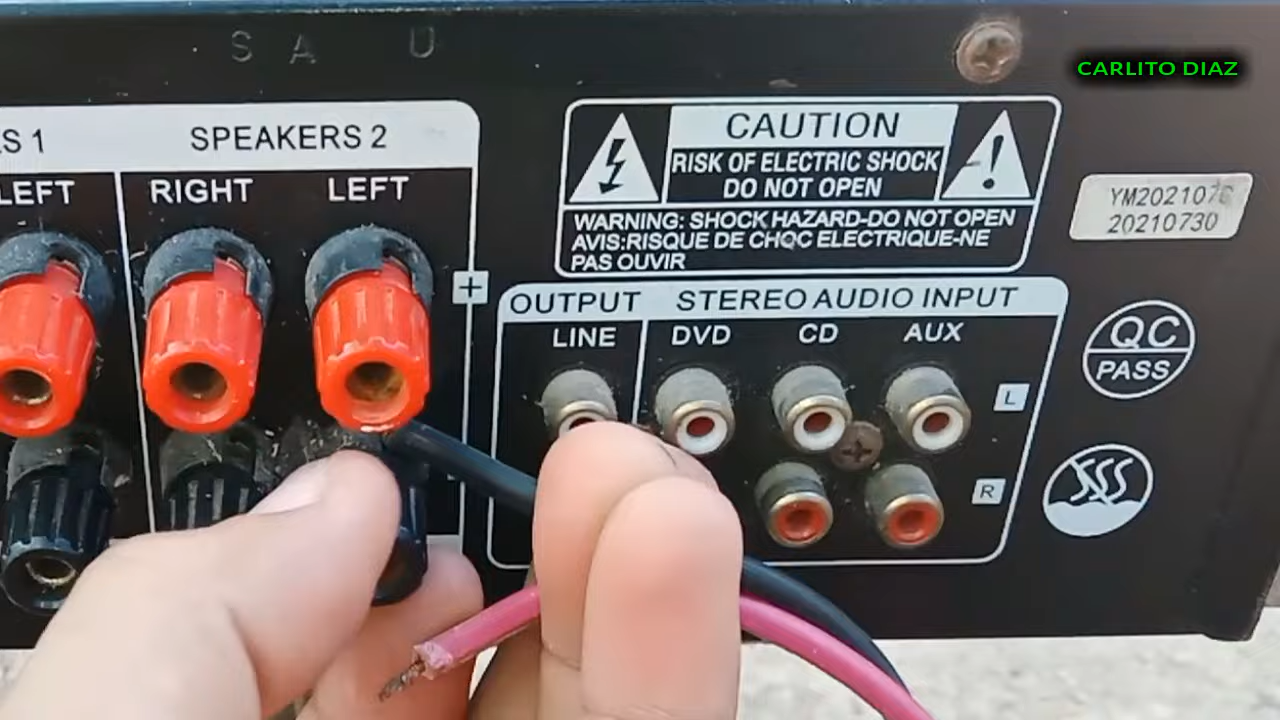 S A U
CARLITO DIAZ
S 1
SPEAKERS 2
LEFT
RIGHT
LEFT
+
CAUTION
RISK OF ELECTRIC SHOCK
DO NOT OPEN
WARNING: SHOCK HAZARD-DO NOT OPEN
AVIS:RISQUE DE CHOC ELECTRIQUE-NE
PAS OUVIR
20210730
OUTPUT
STEREO AUDIO INPUT
LINE
DVD
CD
AUX
L
R
QC
PASS